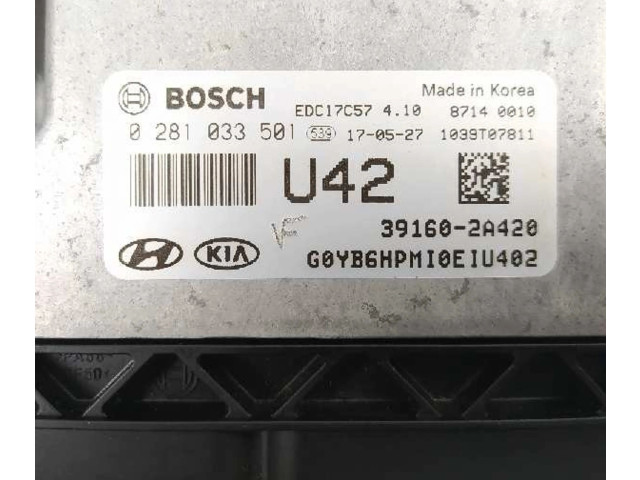 BOSCH
Made in Korea
EDC17C57 4.10 8714 0010
0 281 033 501 539 17-05-27 1039T07811
U42
F
39160-2A420
KIA
G0YB6HPMI0EIU402